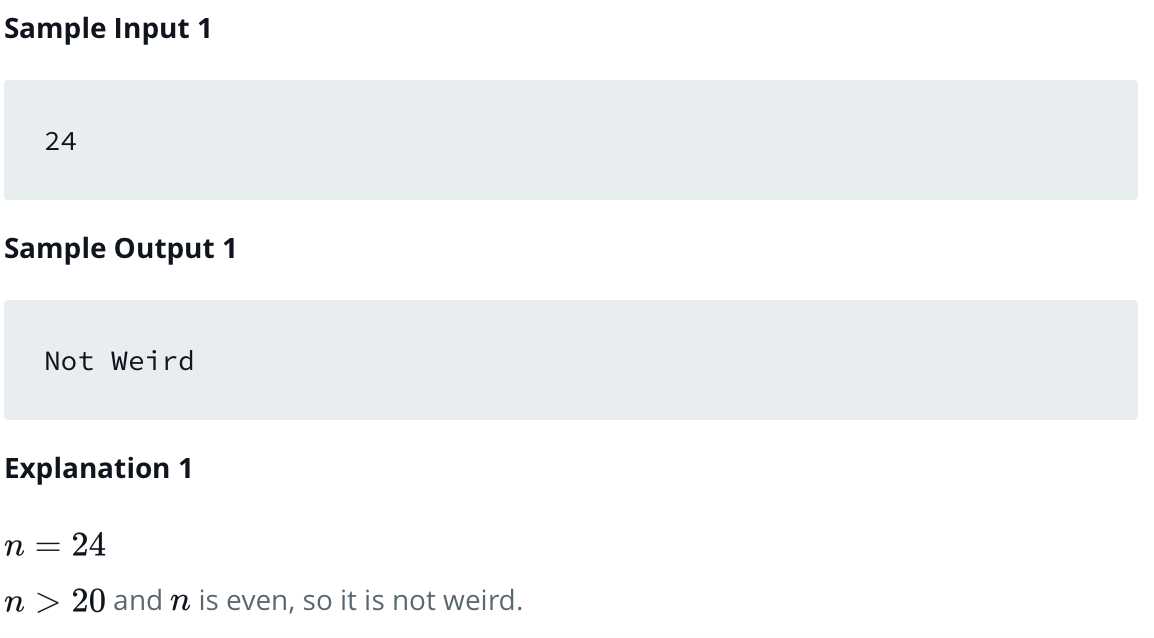 Sample Input 1
24
Sample Output 1
Not Weird
Explanation 1
n = 24
n > 20 and n is even, so it is not weird.